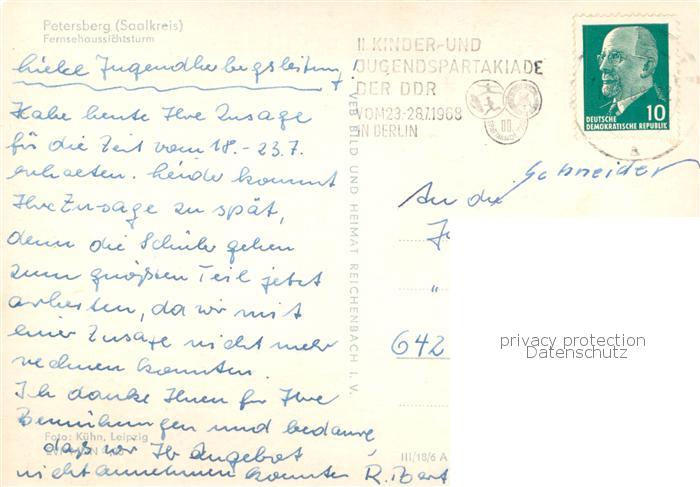 Petersberg (Saalkreis)
Fernsehaussichtsturm
Liebe Jugendherbergsleitung!
Habe heute Ihre Zusage
für die Zeit vom 18. - 23.7.
erhalten. Leider kommt
Ihre Zusage zu spät,
denn die Schüler gehen
zum größten Teil jetzt
arbeiten, da wir mit
einer Zusage nicht mehr
rechnen konnten.
Ich danke Ihnen für Ihre
Bemühungen und bedaure,
daß wir Ihr Angebot
nicht annehmen konnten
Foto: Kühn, Leipzig
VEB BILD UND HEIMAT REICHENBACH I. V.
II. KINDER-UND
JUGENDSPARTAKIADE
DER DDR
VOM 23.-28.7.1968
IN BERLIN
II
10
DEUTSCHE
DEMOKRATISCHE REPUBLIK
Schneider
An die
"
642
III/18/6 A
privacy protection
Datenschutz